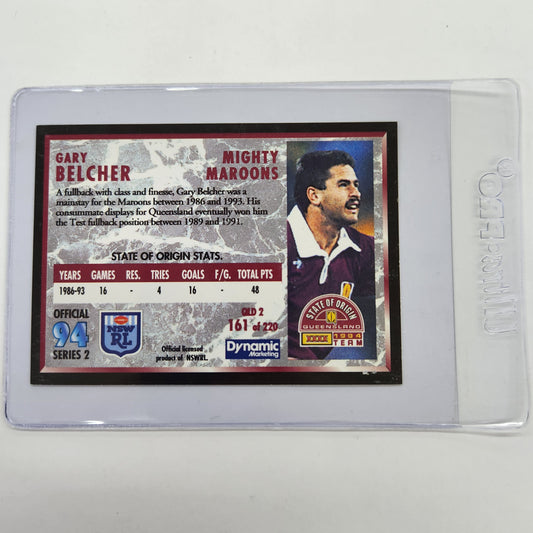 GARY
BELCHER
MIGHTY
MAROONS
A fullback with class and finesse, Gary Belcher was a
mainstay for the Maroons between 1986 and 1993. His
consummate displays for Queensland eventually won him
the Test fullback position between 1989 and 1991.
STATE OF ORIGIN STATS.
YEARS GAMES RES. TRIES GOALS F/G. TOTAL PTS
1986-93 16 - 4 16 - 48
OFFICIAL
94
SERIES 2
NSW
RL
Official licensed
product of NSWRL.
QLD 2
161 of 220
Dynamic
Marketing
STATE OF ORIGIN
QUEENSLAND
XXXX 1994
TEAM